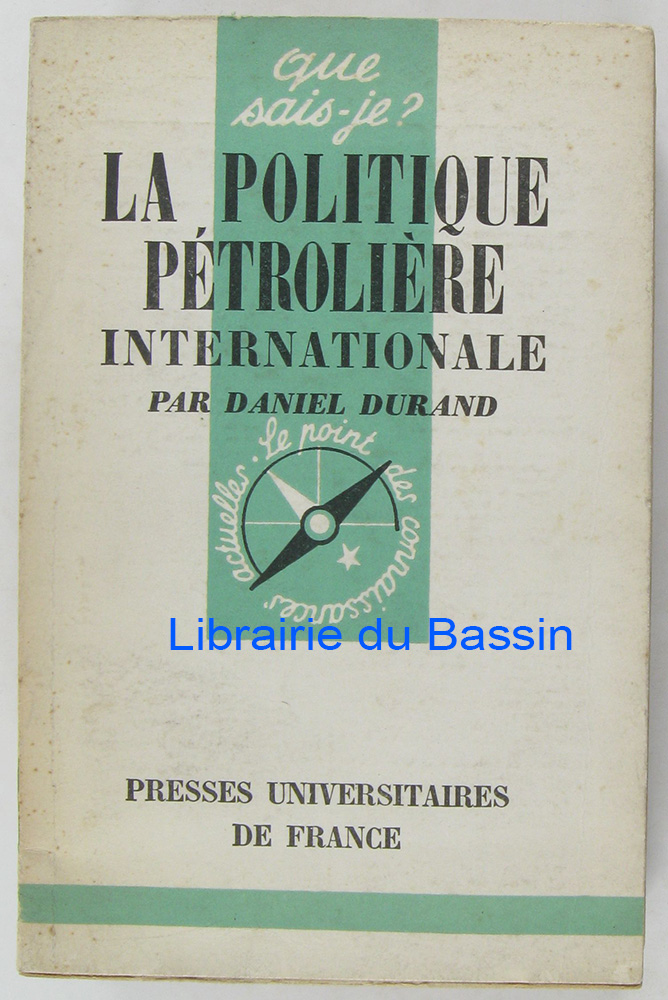 que
sais-je?
LA POLITIQUE
PÉTROLIÈRE
INTERNATIONALE
PAR DANIEL DURAND
Le point des connaissances actuelles.
Librairie du Bassin
PRESSES UNIVERSITAIRES
DE FRANCE